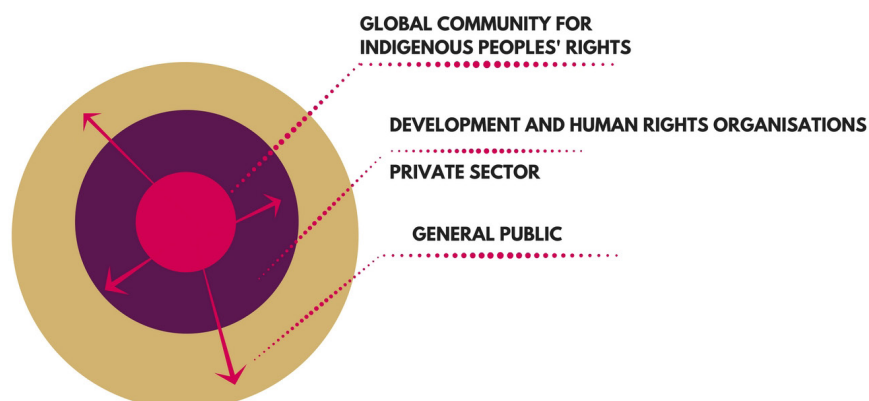 GLOBAL COMMUNITY FOR
INDIGENOUS PEOPLES' RIGHTS
DEVELOPMENT AND HUMAN RIGHTS ORGANISATIONS
PRIVATE SECTOR
GENERAL PUBLIC